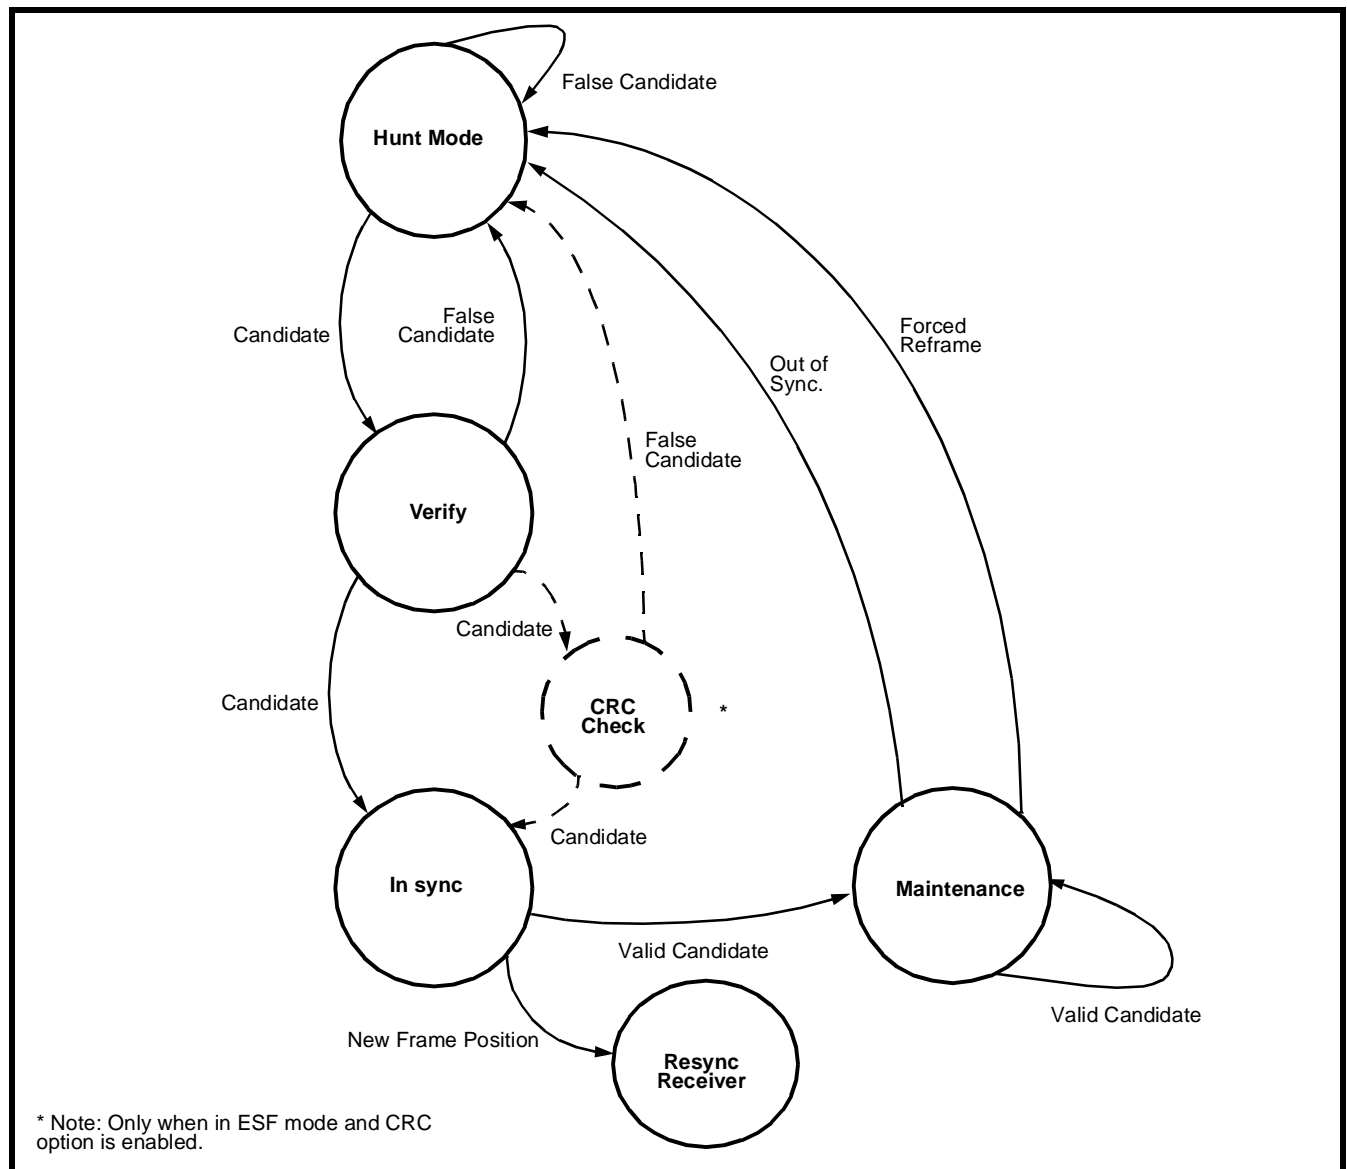 False Candidate
Hunt Mode
Candidate
False
Candidate
Forced
Reframe
Out of
Sync.
False
Candidate
Verify
Candidate
Candidate
CRC
Check
*
Candidate
In sync
Maintenance
Valid Candidate
Valid Candidate
New Frame Position
Resync
Receiver
* Note: Only when in ESF mode and CRC
option is enabled.